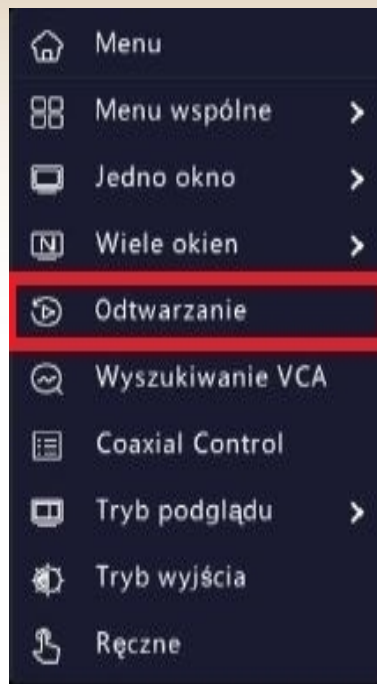 Menu
Menu wspólne
Jedno okno
Wiele okien
Odtwarzanie
Wyszukiwanie VCA
Coaxial Control
Tryb podglądu
Tryb wyjścia
Ręczne